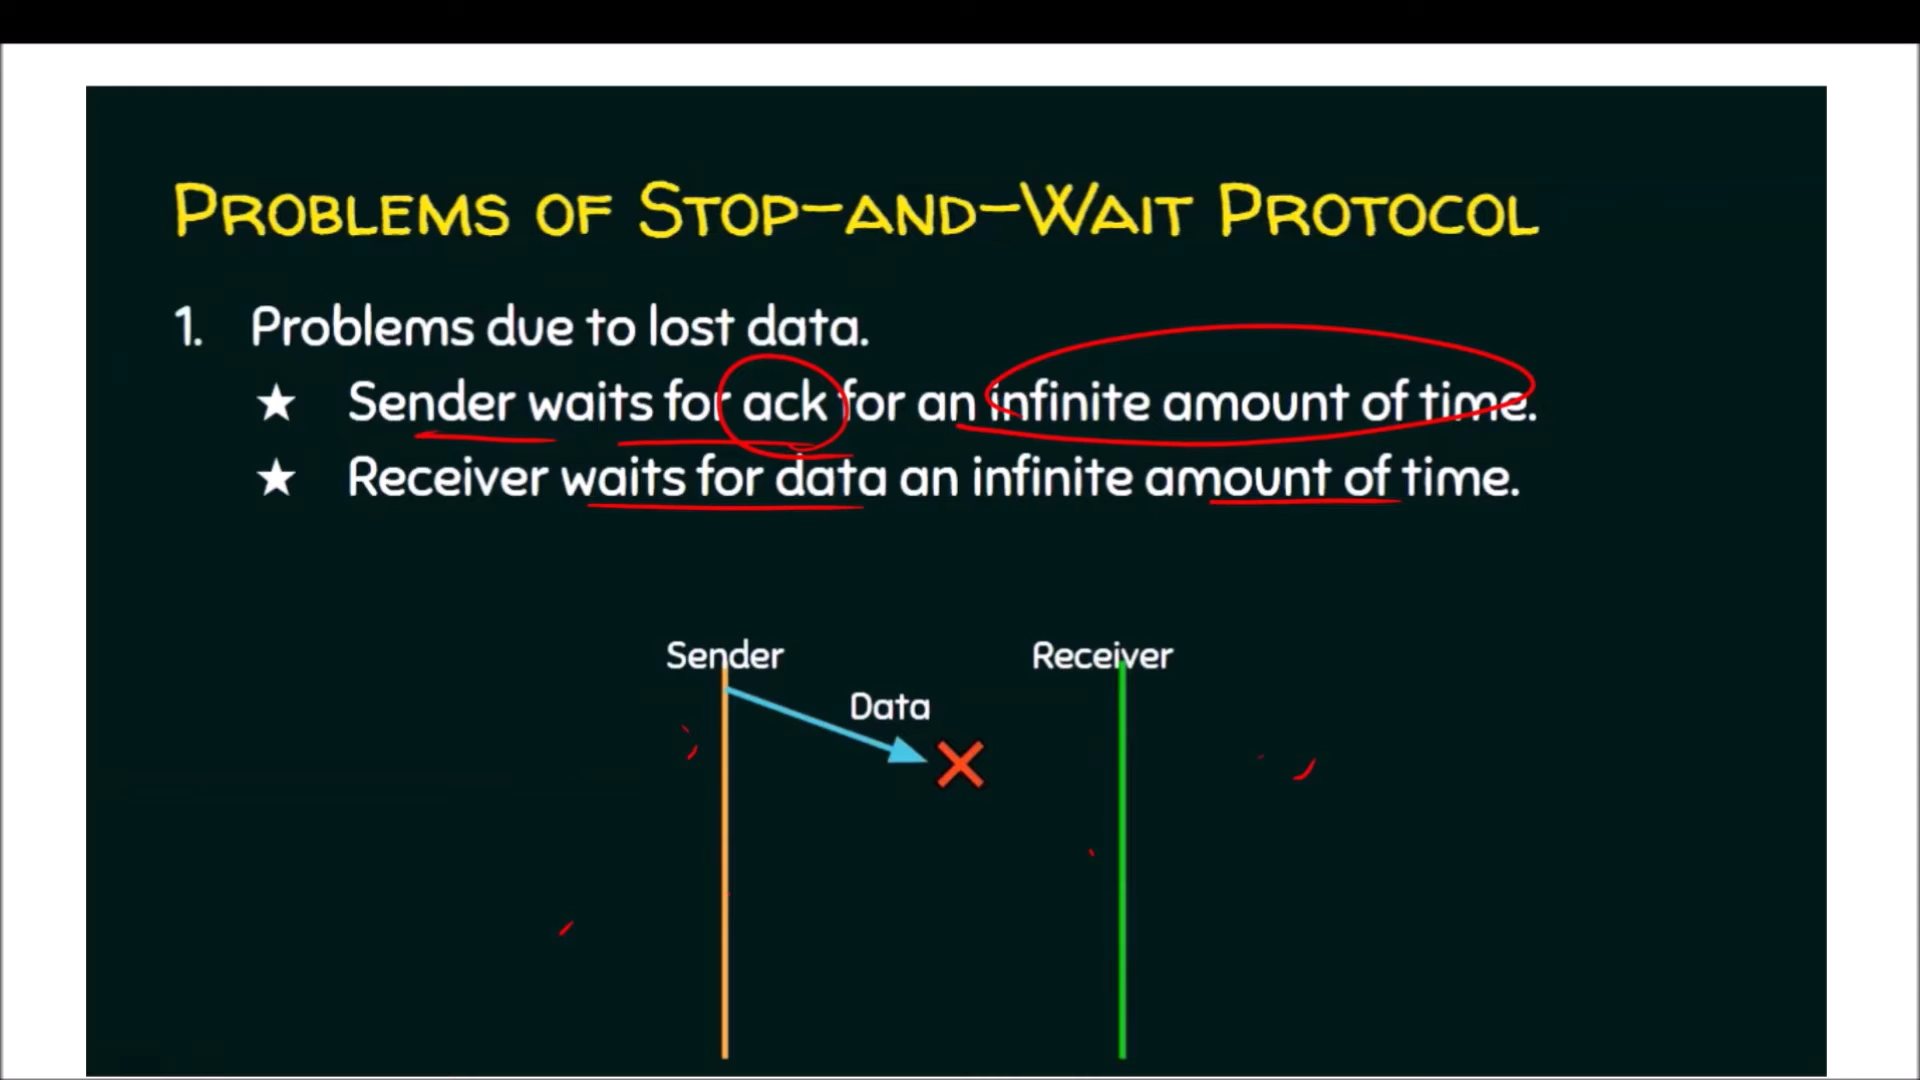 PROBLEMS OF STOP-AND-WAIT PROTOCOL
1. Problems due to lost data.
★ Sender waits for ack for an infinite amount of time.
★ Receiver waits for data an infinite amount of time.
Sender Receiver
Data